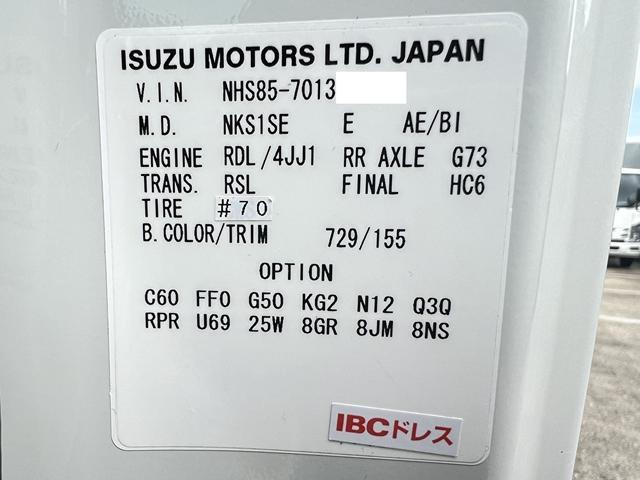 ISUZU MOTORS LTD. JAPAN
V.I.N. NHS85-7013
M.D. NKS1SE E AE/BI
ENGINE RDL/4JJ1 RR AXLE G73
TRANS. RSL FINAL HC6
TIRE #70
B.COLOR/TRIM 729/155
OPTION
C60 FF0 G50 KG2 N12 Q3Q
RPR U69 25W 8GR 8JM 8NS
IBCドレス